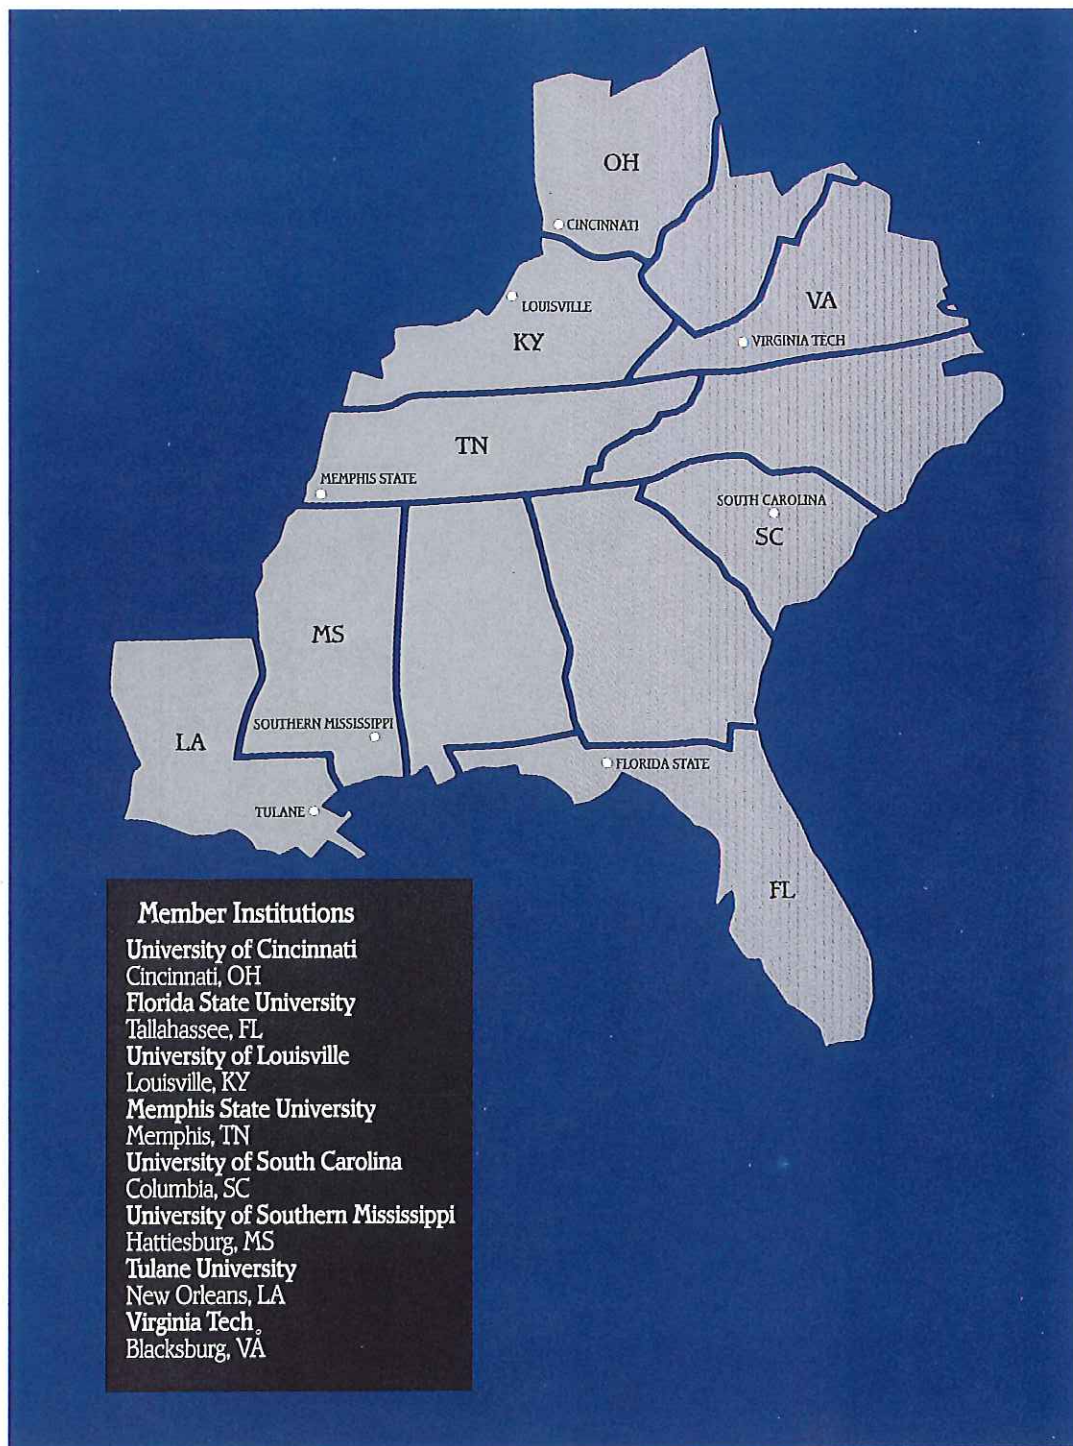 OH
CINCINNATI
LOUISVILLE
VA
KY
VIRGINIA TECH
TN
MEMPHIS STATE
SOUTH CAROLINA
SC
MS
SOUTHERN MISSISSIPPI
LA
FLORIDA STATE
TULANE
FL
Member Institutions
University of Cincinnati
Cincinnati, OH
Florida State University
Tallahassee, FL
University of Louisville
Louisville, KY
Memphis State University
Memphis, TN
University of South Carolina
Columbia, SC
University of Southern Mississippi
Hattiesburg, MS
Tulane University
New Orleans, LA
Virginia Tech
Blacksburg, VA